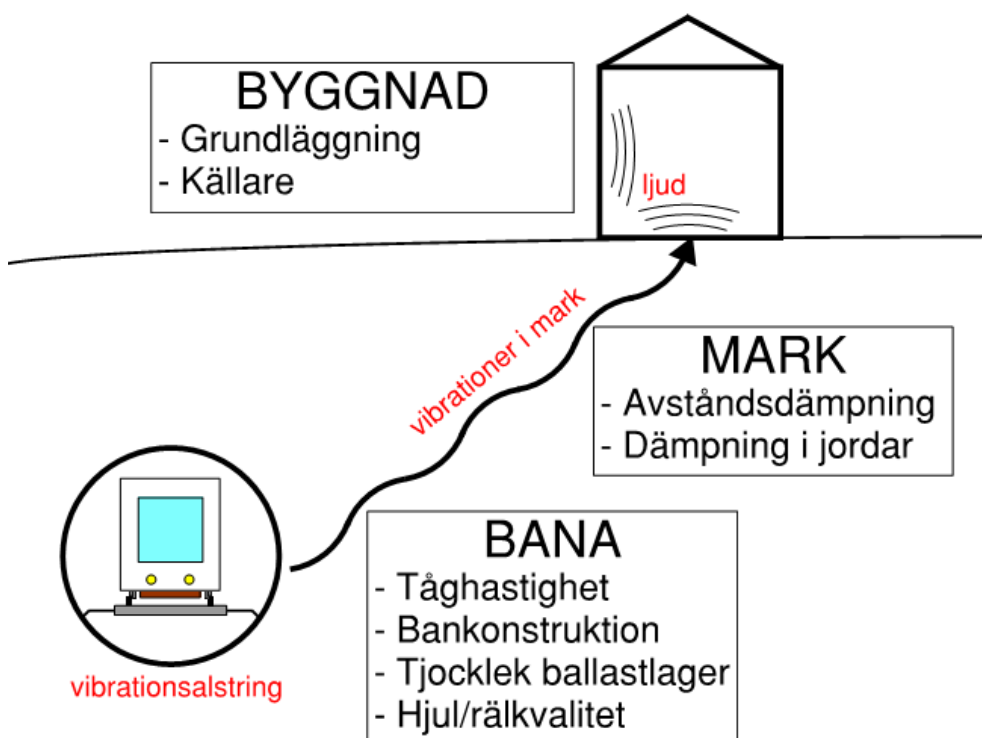 BYGGNAD
- Grundläggning
- Källare
ljud
vibrationer i mark
MARK
- Avståndsdämpning
- Dämpning i jordar
BANA
- Tåghastighet
- Bankonstruktion
- Tjocklek ballastlager
- Hjul/rälkvalitet
vibrationsalstring